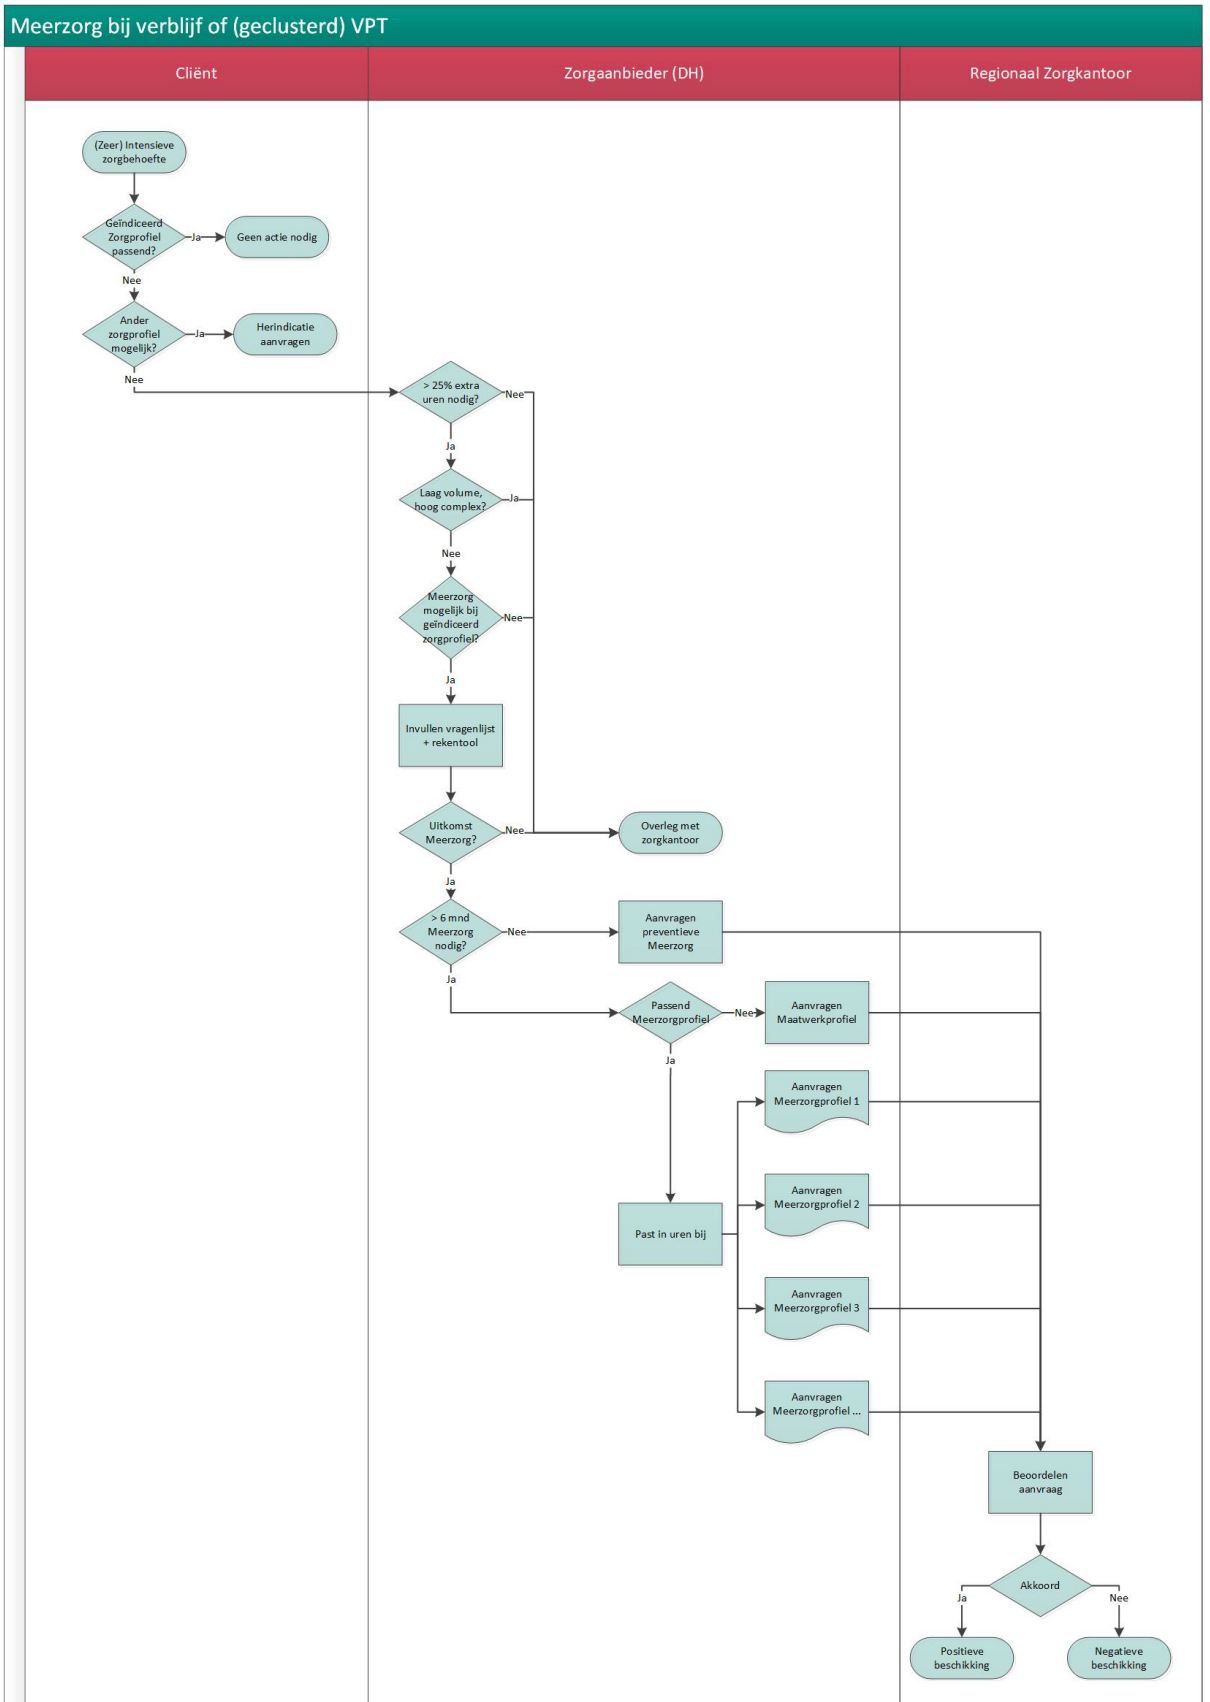 Meerzorg bij verblijf of (geclusterd) VPT
Cliënt
Zorgaanbieder (DH)
Regionaal Zorgkantoor
(Zeer) Intensieve
zorgbehoefte
Geïndiceerd
Zorgprofiel
passend?
Ja
Geen actie nodig
Nee
Ander
zorgprofiel
mogelijk?
Ja
Herindicatie
aanvragen
Nee
> 25% extra
uren nodig?
Nee
Ja
Laag volume,
hoog complex?
Ja
Nee
Meerzorg
mogelijk bij
geïndiceerd
zorgprofiel?
Nee
Ja
Invullen vragenlijst
+ rekentool
Uitkomst
Meerzorg?
Nee
Overleg met
zorgkantoor
Ja
> 6 mnd
Meerzorg
nodig?
Nee
Aanvragen
preventieve
Meerzorg
Ja
Passend
Meerzorgprofiel
Nee
Aanvragen
Maatwerkprofiel
Ja
Aanvragen
Meerzorgprofiel 1
Aanvragen
Meerzorgprofiel 2
Past in uren bij
Aanvragen
Meerzorgprofiel 3
Aanvragen
Meerzorgprofiel ...
Beoordelen
aanvraag
Akkoord
Ja
Nee
Positieve
beschikking
Negatieve
beschikking